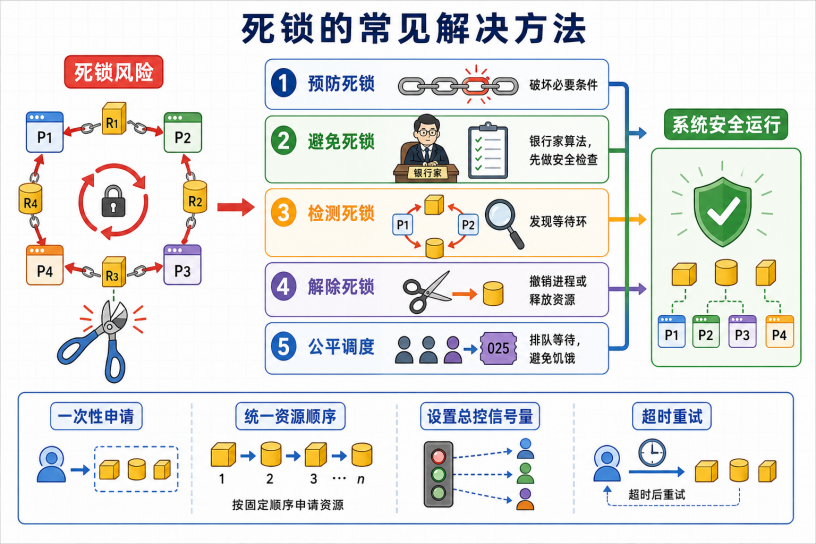 死锁的常见解决方法
死锁风险
P1
R1
P2
R4
R2
P4
R3
P3
1 预防死锁
破坏必要条件
2 避免死锁
银行家
银行家算法，
先做安全检查
3 检测死锁
P1
P2
发现等待环
4 解除死锁
撤销进程或
释放资源
5 公平调度
025
排队等待，
避免饥饿
系统安全运行
P1 P2 P3 P4
一次性申请
统一资源顺序
1 2 3 … n
按固定顺序申请资源
设置总控信号量
超时重试
超时后重试